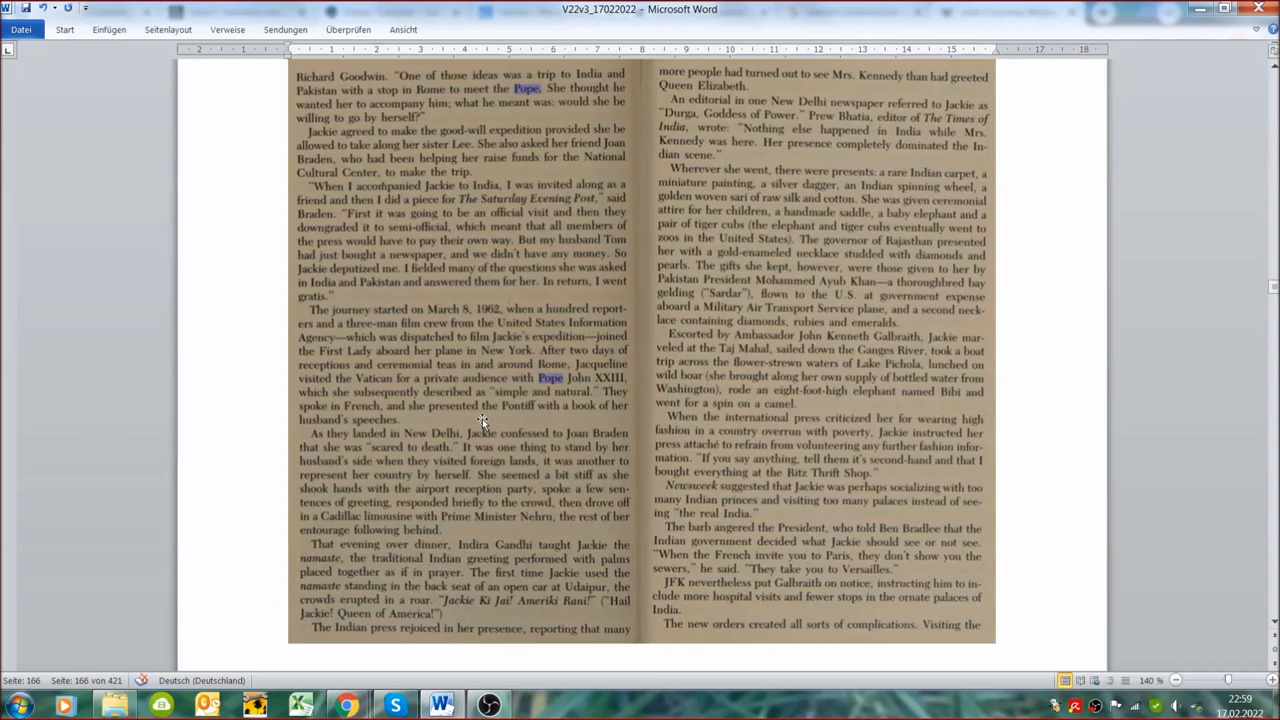 V22v3_17022022 – Microsoft Word
Datei Start Einfügen Seitenlayout Verweise Sendungen Überprüfen Ansicht
2 1 1 2 3 4 5 6 7 8 9 10 11 12 13 14 15 17 18
Richard Goodwin. "One of those ideas was a trip to India and
Pakistan with a stop in Rome to meet the Pope. She thought he
wanted her to accompany him; what he meant was: would she be
willing to go by herself?"
Jackie agreed to make the good-will expedition provided she be
allowed to take along her sister Lee. She also asked her friend Joan
Braden, who had been helping her raise funds for the National
Cultural Center, to make the trip.
"When I accompanied Jackie to India, I was invited along as a
friend and then I did a piece for The Saturday Evening Post," said
Braden. "First it was going to be an official visit and then they
downgraded it to semi-official, which meant that all members of
the press would have to pay their own way. But my husband Tom
had just bought a newspaper, and we didn't have any money. So
Jackie deputized me. I fielded many of the questions she was asked
in India and Pakistan and answered them for her. In return, I went
gratis."
The journey started on March 8, 1962, when a hundred report-
ers and a three-man film crew from the United States Information
Agency—which was dispatched to film Jackie's expedition—joined
the First Lady aboard her plane in New York. After two days of
receptions and ceremonial teas in and around Rome, Jacqueline
visited the Vatican for a private audience with Pope John XXIII,
which she subsequently described as "simple and natural." They
spoke in French, and she presented the Pontiff with a book of her
husband's speeches.
As they landed in New Delhi, Jackie confessed to Joan Braden
that she was "scared to death." It was one thing to stand by her
husband's side when they visited foreign lands, it was another to
represent her country by herself. She seemed a bit stiff as she
shook hands with the airport reception party, spoke a few sen-
tences of greeting, responded briefly to the crowd, then drove off
in a Cadillac limousine with Prime Minister Nehru, the rest of her
entourage following behind.
That evening over dinner, Indira Gandhi taught Jackie the
namaste, the traditional Indian greeting performed with palms
placed together as if in prayer. The first time Jackie used the
namaste standing in the back seat of an open car at Udaipur, the
crowds erupted in a roar. "Jackie Ki Jai! Ameriki Rani!" ("Hail
Jackie! Queen of America!")
The Indian press rejoiced in her presence, reporting that many
more people had turned out to see Mrs. Kennedy than had greeted
Queen Elizabeth.
An editorial in one New Delhi newspaper referred to Jackie as
"Durga, Goddess of Power." Prew Bhatia, editor of The Times of
India, wrote: "Nothing else happened in India while Mrs.
Kennedy was here. Her presence completely dominated the In-
dian scene."
Wherever she went, there were presents: a rare Indian carpet, a
miniature painting, a silver dagger, an Indian spinning wheel, a
golden woven sari of raw silk and cotton. She was given ceremonial
attire for her children, a handmade saddle, a baby elephant and a
pair of tiger cubs (the elephant and tiger cubs eventually went to
zoos in the United States). The governor of Rajasthan presented
her with a gold-enameled necklace studded with diamonds and
pearls. The gifts she kept, however, were those given to her by
Pakistan President Mohammed Ayub Khan—a thoroughbred bay
gelding ("Sardar"), flown to the U.S. at government expense
aboard a Military Air Transport Service plane, and a second neck-
lace containing diamonds, rubies and emeralds.
Escorted by Ambassador John Kenneth Galbraith, Jackie mar-
veled at the Taj Mahal, sailed down the Ganges River, took a boat
trip across the flower-strewn waters of Lake Pichola, lunched on
wild boar (she brought along her own supply of bottled water from
Washington), rode an eight-foot-high elephant named Bibi and
went for a spin on a camel.
When the international press criticized her for wearing high
fashion in a country overrun with poverty, Jackie instructed her
press attaché to refrain from volunteering any further fashion infor-
mation. "If you say anything, tell them it's second-hand and that I
bought everything at the Ritz Thrift Shop."
Newsweek suggested that Jackie was perhaps socializing with too
many Indian princes and visiting too many palaces instead of see-
ing "the real India."
The barb angered the President, who told Ben Bradlee that the
Indian government decided what Jackie should see or not see.
"When the French invite you to Paris, they don't show you the
sewers," he said. "They take you to Versailles."
JFK nevertheless put Galbraith on notice, instructing him to in-
clude more hospital visits and fewer stops in the ornate palaces of
India.
The new orders created all sorts of complications. Visiting the
Seite: 166 Seite: 166 von 421 Deutsch (Deutschland) 140 %
22:59
17.02.2022